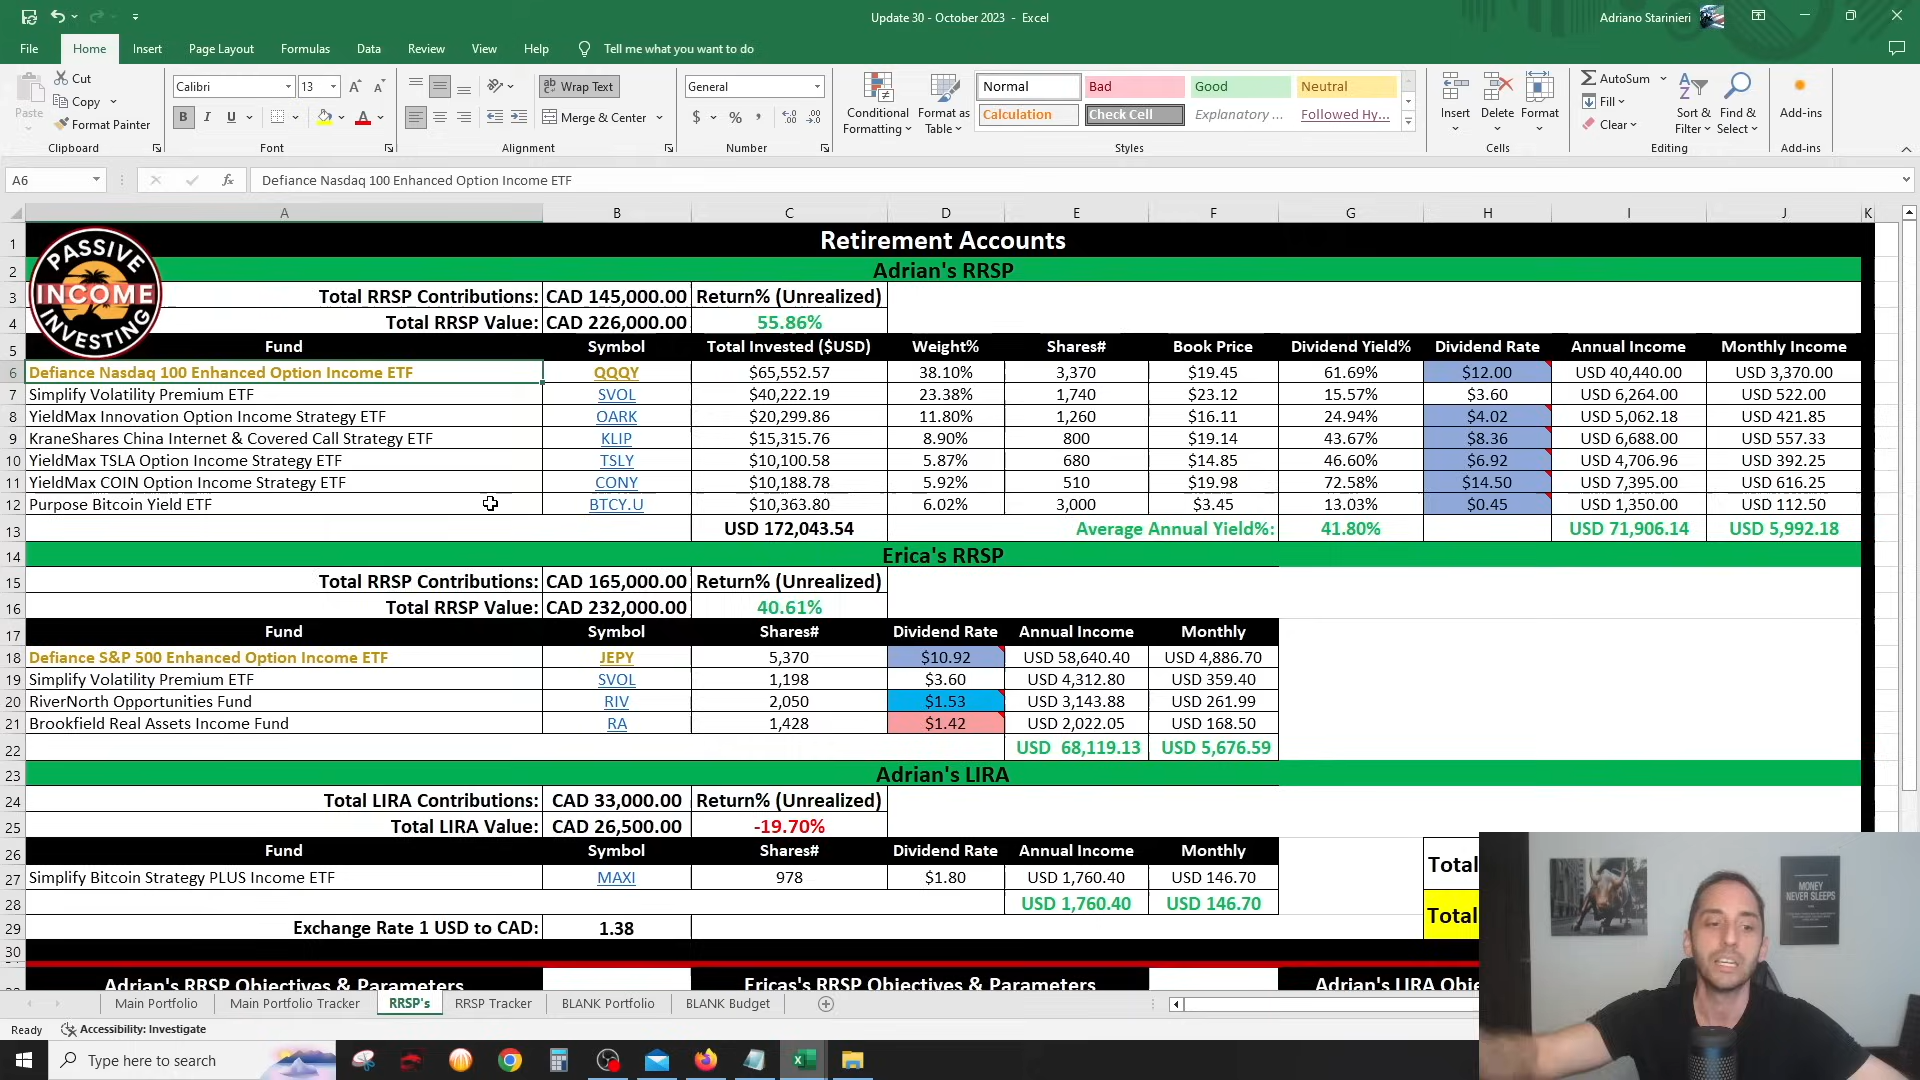 Update 30 - October 2023 - Excel
Adriano Starinieri
File Home Insert Page Layout Formulas Data Review View Help Tell me what you want to do
Cut
Copy
Format Painter
Paste
Clipboard
Calibri 13
B I U
Font
Wrap Text
Merge & Center
Alignment
General
$ % ,
Number
Conditional Formatting
Format as Table
Normal Bad Good Neutral
Calculation Check Cell Explanatory ... Followed Hy...
Styles
Insert Delete Format
Cells
AutoSum
Fill
Clear
Sort & Filter
Find & Select
Editing
Add-ins
Add-ins
A6 fx Defiance Nasdaq 100 Enhanced Option Income ETF
A B C D E F G H I J K
PASSIVE INCOME INVESTING
1 Retirement Accounts
2 Adrian's RRSP
3 Total RRSP Contributions: CAD 145,000.00 Return% (Unrealized)
4 Total RRSP Value: CAD 226,000.00 55.86%
5 Fund Symbol Total Invested ($USD) Weight% Shares# Book Price Dividend Yield% Dividend Rate Annual Income Monthly Income
6 Defiance Nasdaq 100 Enhanced Option Income ETF QQQY $65,552.57 38.10% 3,370 $19.45 61.69% $12.00 USD 40,440.00 USD 3,370.00
7 Simplify Volatility Premium ETF SVOL $40,222.19 23.38% 1,740 $23.12 15.57% $3.60 USD 6,264.00 USD 522.00
8 YieldMax Innovation Option Income Strategy ETF OARK $20,299.86 11.80% 1,260 $16.11 24.94% $4.02 USD 5,062.18 USD 421.85
9 KraneShares China Internet & Covered Call Strategy ETF KLIP $15,315.76 8.90% 800 $19.14 43.67% $8.36 USD 6,688.00 USD 557.33
10 YieldMax TSLA Option Income Strategy ETF TSLY $10,100.58 5.87% 680 $14.85 46.60% $6.92 USD 4,706.96 USD 392.25
11 YieldMax COIN Option Income Strategy ETF CONY $10,188.78 5.92% 510 $19.98 72.58% $14.50 USD 7,395.00 USD 616.25
12 Purpose Bitcoin Yield ETF BTCY.U $10,363.80 6.02% 3,000 $3.45 13.03% $0.45 USD 1,350.00 USD 112.50
13 USD 172,043.54 Average Annual Yield%: 41.80% USD 71,906.14 USD 5,992.18
14 Erica's RRSP
15 Total RRSP Contributions: CAD 165,000.00 Return% (Unrealized)
16 Total RRSP Value: CAD 232,000.00 40.61%
17 Fund Symbol Shares# Dividend Rate Annual Income Monthly
18 Defiance S&P 500 Enhanced Option Income ETF JEPY 5,370 $10.92 USD 58,640.40 USD 4,886.70
19 Simplify Volatility Premium ETF SVOL 1,198 $3.60 USD 4,312.80 USD 359.40
20 RiverNorth Opportunities Fund RIV 2,050 $1.53 USD 3,143.88 USD 261.99
21 Brookfield Real Assets Income Fund RA 1,428 $1.42 USD 2,022.05 USD 168.50
22 USD 68,119.13 USD 5,676.59
23 Adrian's LIRA
24 Total LIRA Contributions: CAD 33,000.00 Return% (Unrealized)
25 Total LIRA Value: CAD 26,500.00 -19.70%
26 Fund Symbol Shares# Dividend Rate Annual Income Monthly Total
27 Simplify Bitcoin Strategy PLUS Income ETF MAXI 978 $1.80 USD 1,760.40 USD 146.70
28 USD 1,760.40 USD 146.70 Total
29 Exchange Rate 1 USD to CAD: 1.38
30
Adrian's RRSP Objectives & Parameters Ericas's RRSP Objectives & Parameters Adrian's LIRA Obje
MONEY NEVER SLEEPS
Main Portfolio Main Portfolio Tracker RRSP's RRSP Tracker BLANK Portfolio BLANK Budget
Ready Accessibility: Investigate
Type here to search